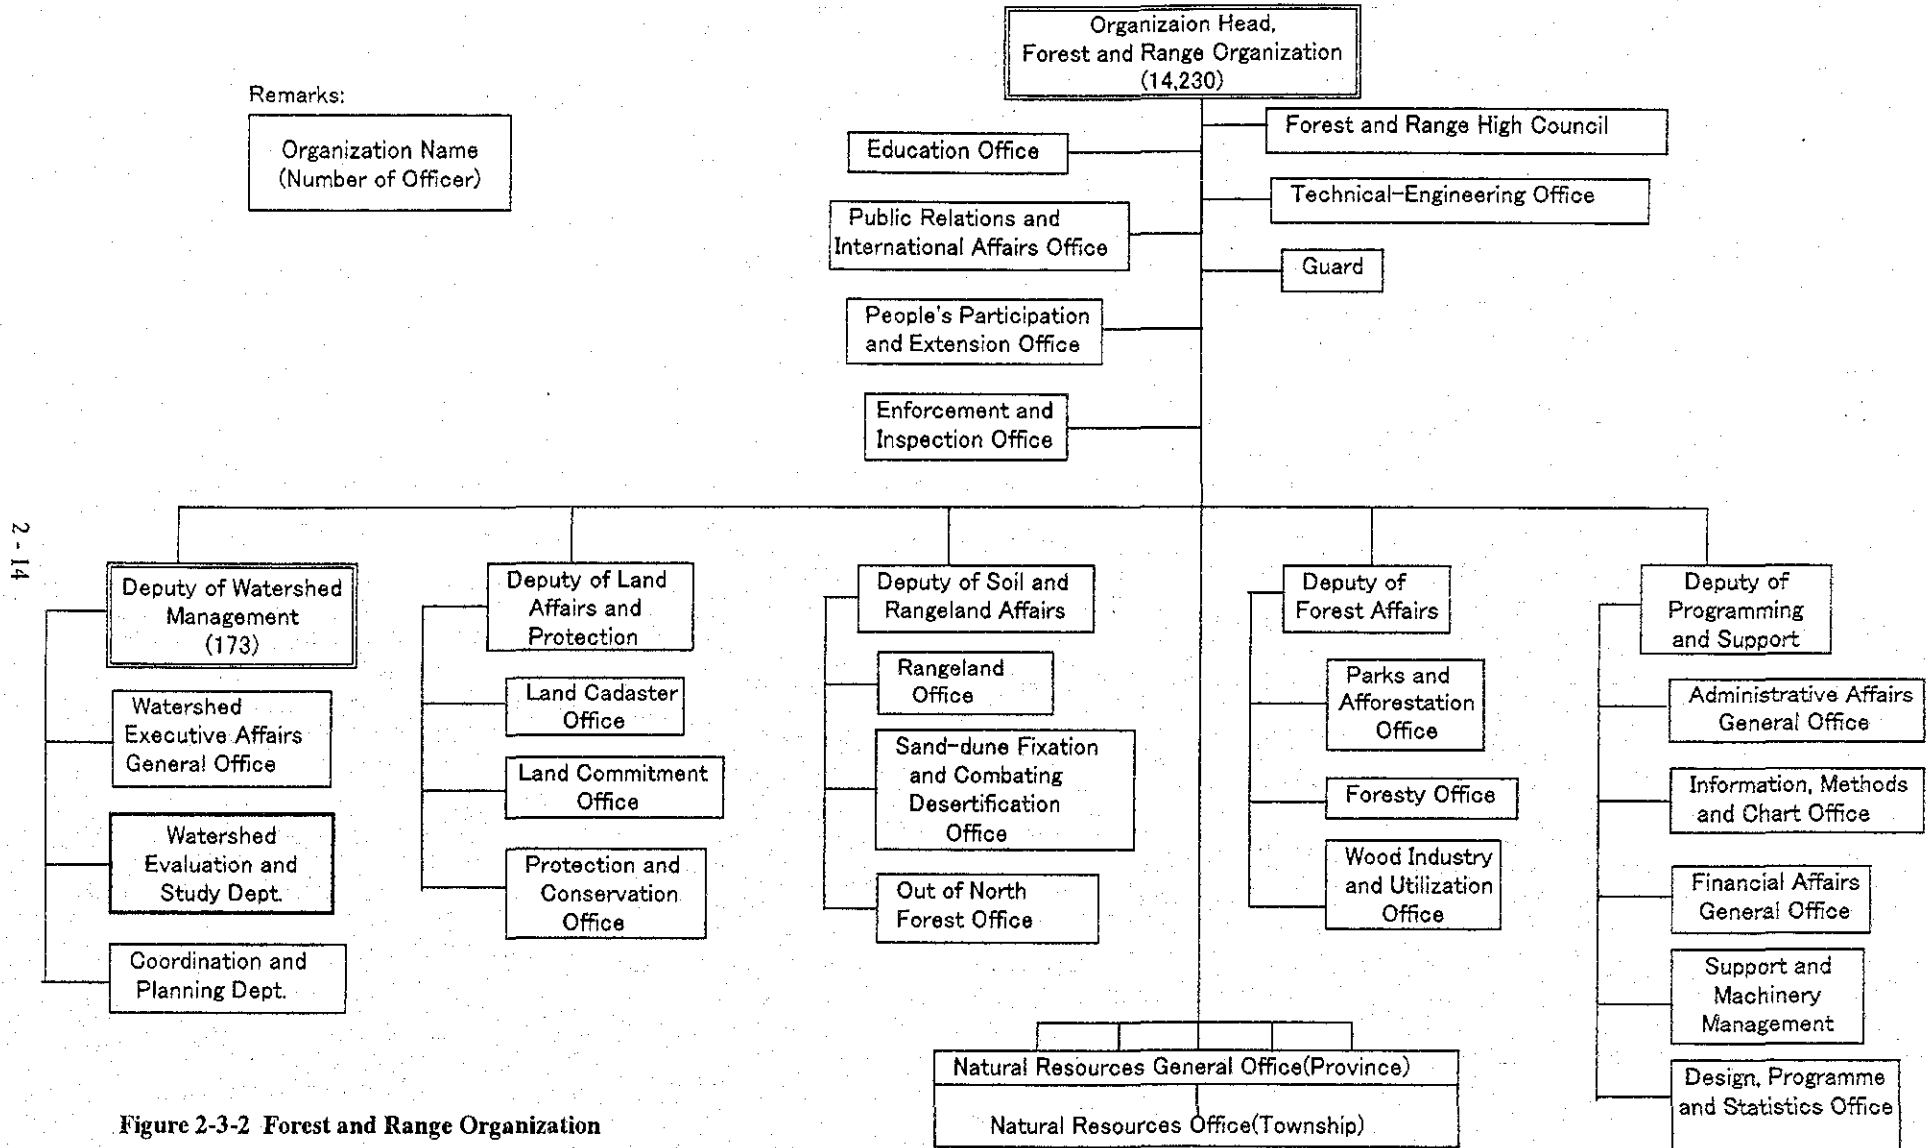 Organizaion Head,
Forest and Range Organization
(14,230)
Remarks:
Organization Name
(Number of Officer)
Forest and Range High Council
Education Office
Technical-Engineering Office
Public Relations and
International Affairs Office
Guard
People's Participation
and Extension Office
Enforcement and
Inspection Office
Deputy of Watershed
Management
(173)
Watershed
Executive Affairs
General Office
Watershed
Evaluation and
Study Dept.
Coordination and
Planning Dept.
Deputy of Land
Affairs and
Protection
Land Cadaster
Office
Land Commitment
Office
Protection and
Conservation
Office
Deputy of Soil and
Rangeland Affairs
Rangeland
Office
Sand-dune Fixation
and Combating
Desertification
Office
Out of North
Forest Office
Deputy of
Forest Affairs
Parks and
Afforestation
Office
Foresty Office
Wood Industry
and Utilization
Office
Deputy of
Programming
and Support
Administrative Affairs
General Office
Information, Methods
and Chart Office
Financial Affairs
General Office
Support and
Machinery
Management
Design, Programme
and Statistics Office
Natural Resources General Office(Province)
Natural Resources Office(Township)
Figure 2-3-2 Forest and Range Organization
2 - 14